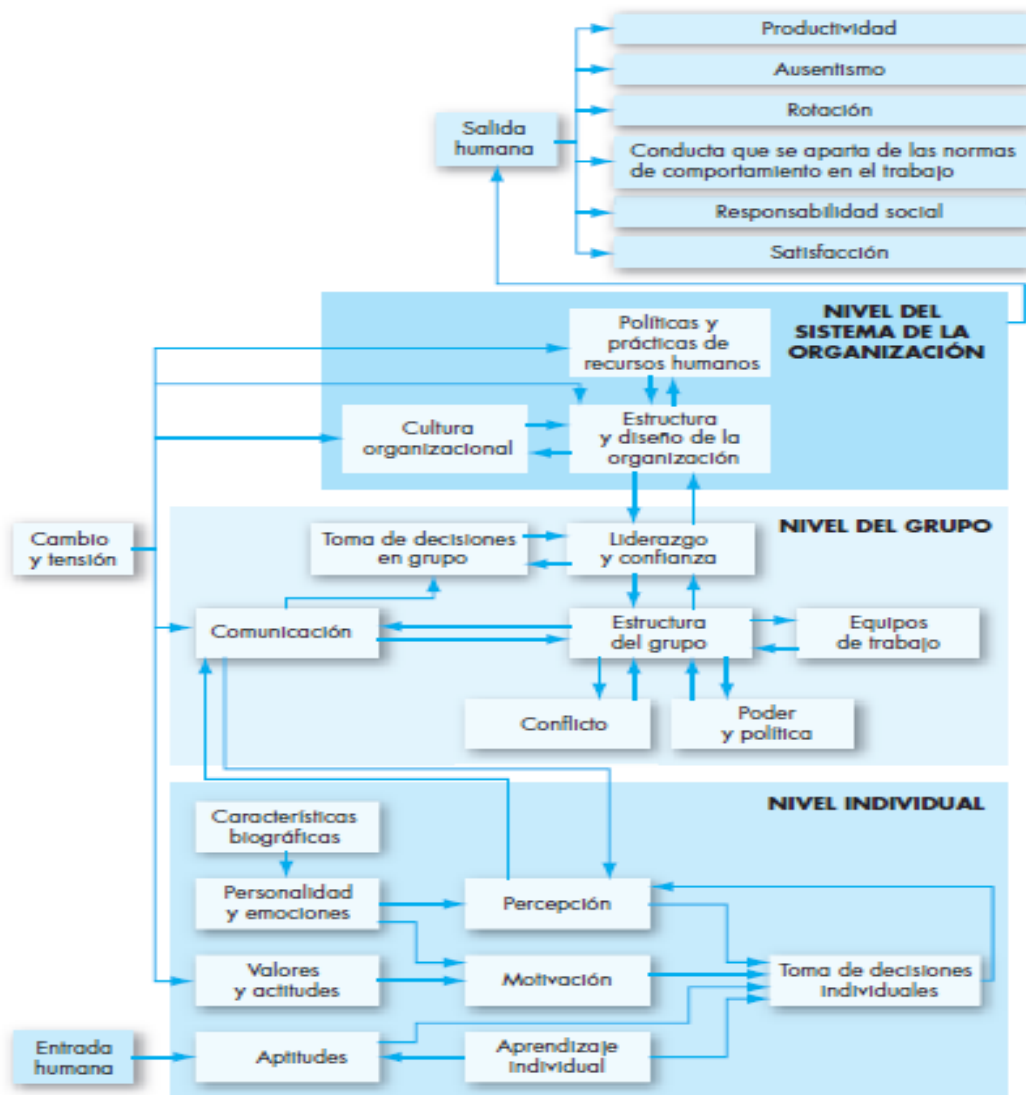 Productividad
Ausentismo
Rotación
Salida
humana
Conducta que se aparta de las normas
de comportamiento en el trabajo
Responsabilidad social
Satisfacción
NIVEL DEL
SISTEMA DE LA
ORGANIZACIÓN
Políticas y
prácticas de
recursos humanos
Cultura
organizacional
Estructura
y diseño de la
organización
NIVEL DEL GRUPO
Cambio
y tensión
Toma de decisiones
en grupo
Liderazgo
y confianza
Comunicación
Estructura
del grupo
Equipos
de trabajo
Conflicto
Poder
y política
NIVEL INDIVIDUAL
Características
biográficas
Personalidad
y emociones
Percepción
Valores
y actitudes
Motivación
Toma de decisiones
individuales
Entrada
humana
Aptitudes
Aprendizaje
individual